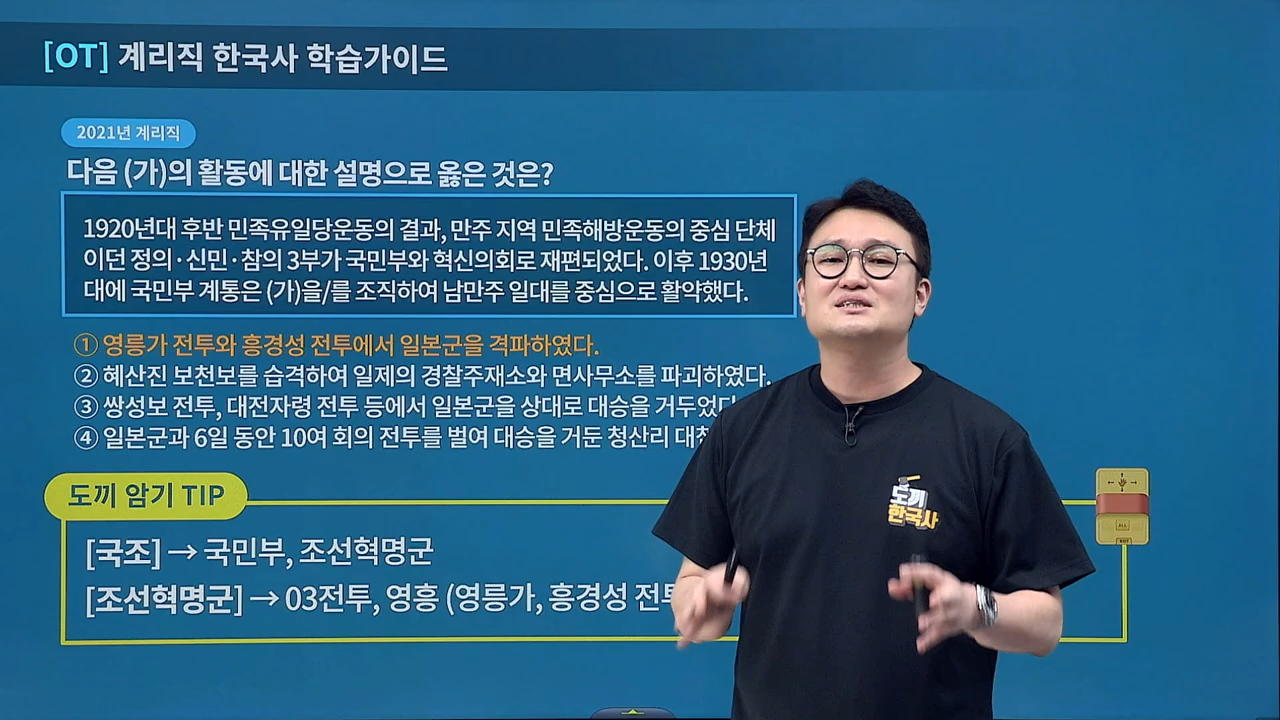 [OT] 계리직 한국사 학습가이드
2021년 계리직
다음 (가)의 활동에 대한 설명으로 옳은 것은?
1920년대 후반 민족유일당운동의 결과, 만주 지역 민족해방운동의 중심 단체
이던 정의·신민·참의 3부가 국민부와 혁신의회로 재편되었다. 이후 1930년
대에 국민부 계통은 (가)을/를 조직하여 남만주 일대를 중심으로 활약했다.
① 영릉가 전투와 흥경성 전투에서 일본군을 격파하였다.
② 혜산진 보천보를 습격하여 일제의 경찰주재소와 면사무소를 파괴하였다.
③ 쌍성보 전투, 대전자령 전투 등에서 일본군을 상대로 대승을 거두었다
④ 일본군과 6일 동안 10여 회의 전투를 벌여 대승을 거둔 청산리
도끼 암기 TIP
[국조] → 국민부, 조선혁명군
[조선혁명군] → 03전투, 영흥 (영릉가, 흥경성
도끼
한국사